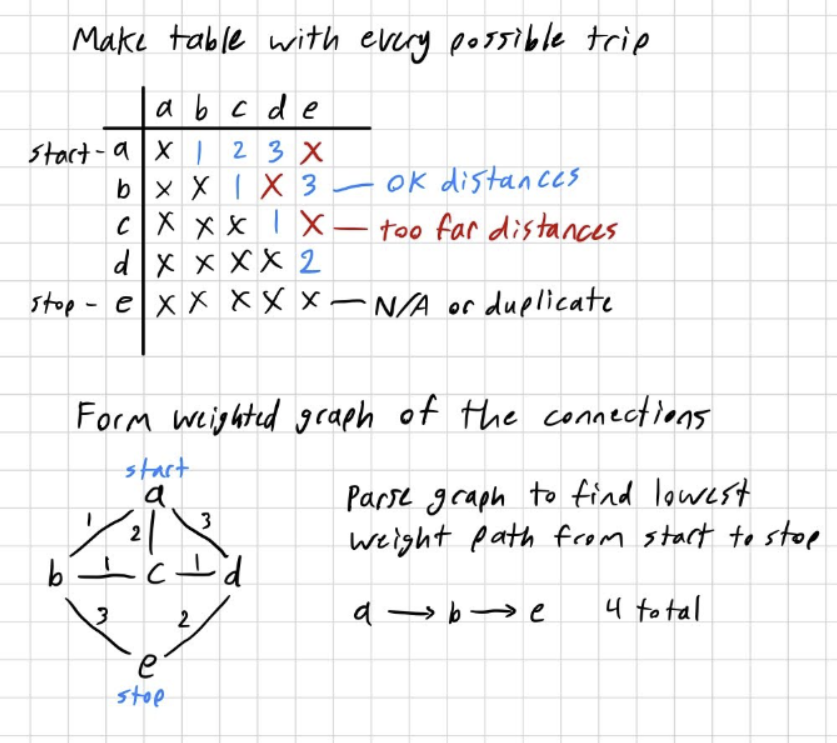 Make table with every possible trip
a b c d e
start - a X 1 2 3 X
b X X 1 X 3 — OK distances
c X X X 1 X — too far distances
d X X X X 2
stop - e X X X X X — N/A or duplicate
Form weighted graph of the connections
start
a
1 2 3
b 1 c 1 d
3 2
e
stop
Parse graph to find lowest
weight path from start to stop
a → b → e 4 total